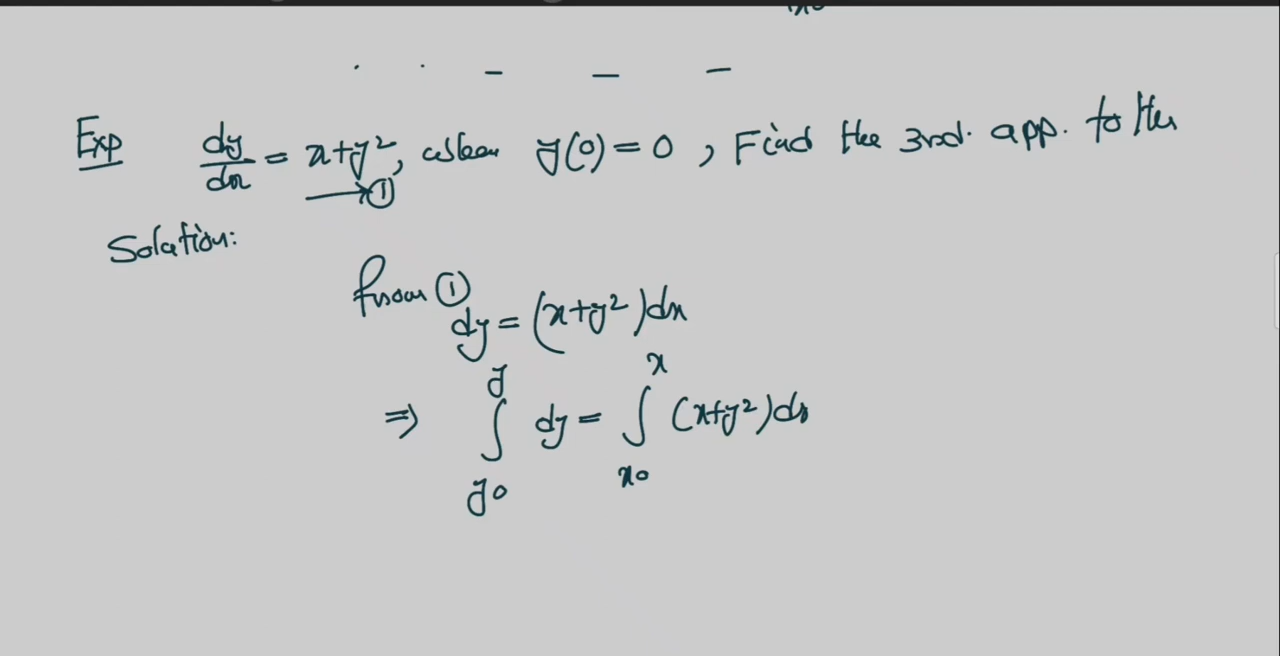 Exp dy/dx = x+y², when y(0)=0, Find the 3rd. app. to the
→①
Solution:
From ①
dy = (x+y²)dx
⇒ ∫_{y0}^{y} dy = ∫_{x0}^{x} (x+y²)dx